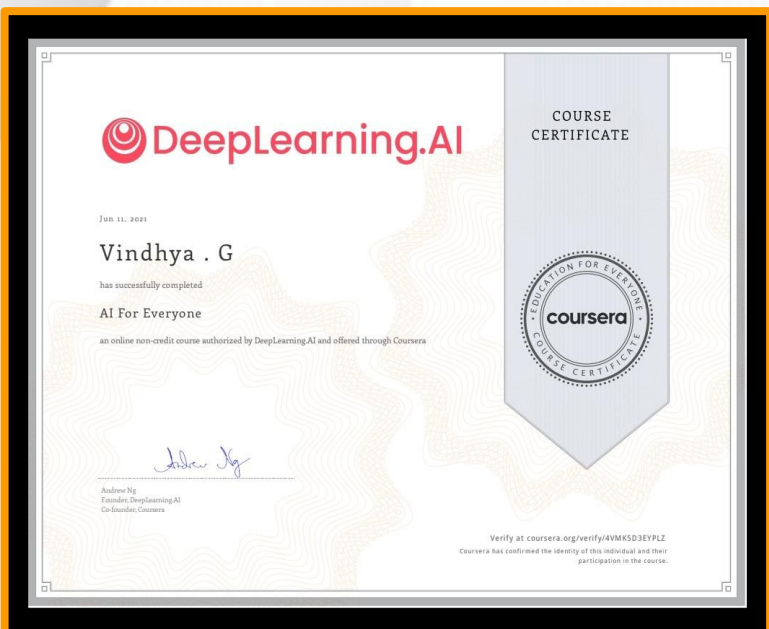 DeepLearning.AI
COURSE
CERTIFICATE
Jun 11, 2021
Vindhya . G
has successfully completed
AI For Everyone
an online non-credit course authorized by DeepLearning.AI and offered through Coursera
EDUCATION FOR EVERYONE
coursera
COURSE CERTIFICATE
Andrew Ng
Andrew Ng
Founder, DeepLearning.AI
Co-founder, Coursera
Verify at coursera.org/verify/4VMK5D3EYPLZ
Coursera has confirmed the identity of this individual and their
participation in the course.